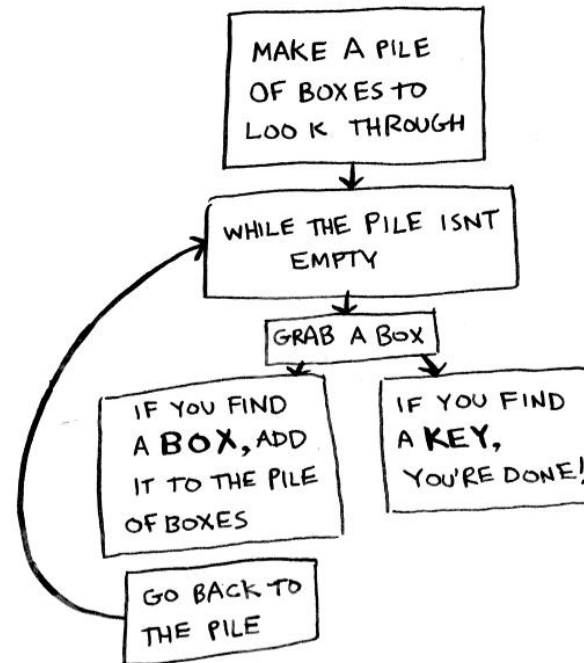 MAKE A PILE
OF BOXES TO
LOOK THROUGH
WHILE THE PILE ISNT
EMPTY
GRAB A BOX
IF YOU FIND
A BOX, ADD
IT TO THE PILE
OF BOXES
IF YOU FIND
A KEY,
YOU'RE DONE!
GO BACK TO
THE PILE